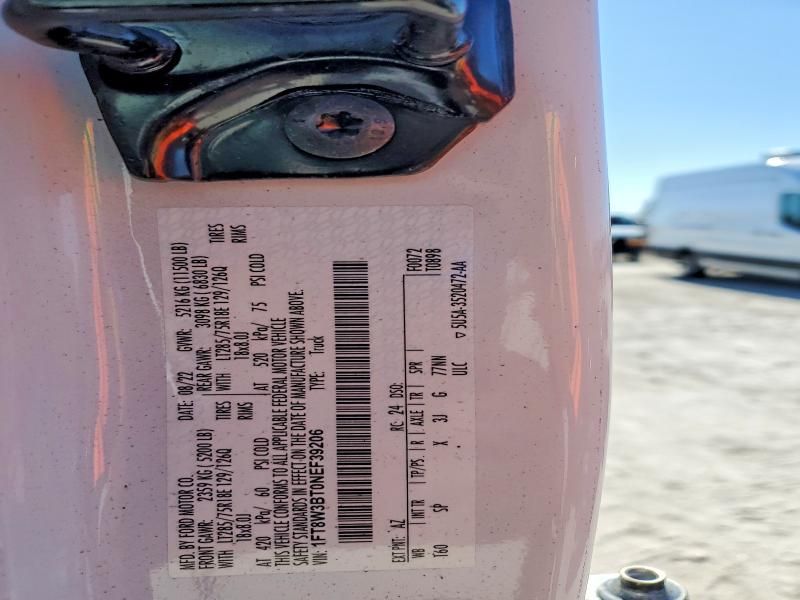 MFD. BY FORD MOTOR CO.
DATE: 08/22 GVWR: 5216 KG (11500 LB)
FRONT GAWR: 2359 KG (5200 LB) REAR GAWR: 3098 KG (6830 LB)
WITH LT285/75R18E 129/126Q TIRES WITH LT285/75R18E 129/126Q TIRES
18x8.0J RIMS 18x8.0J RIMS
AT 420 kPa/ 60 PSI COLD AT 520 kPa/ 75 PSI COLD
THIS VEHICLE CONFORMS TO ALL APPLICABLE FEDERAL MOTOR VEHICLE
SAFETY STANDARDS IN EFFECT ON THE DATE OF MANUFACTURE SHOWN ABOVE.
VIN: 1FT8W3BT0NEF39206 TYPE: Truck
EXT PNT: AZ RC: 24 DSO: F0072
WB INT TR TP/PS R AXLE TR SPR T0898
T60 SP X 3J G 77NN
ULC ▽ 5U5A-3520472-AA